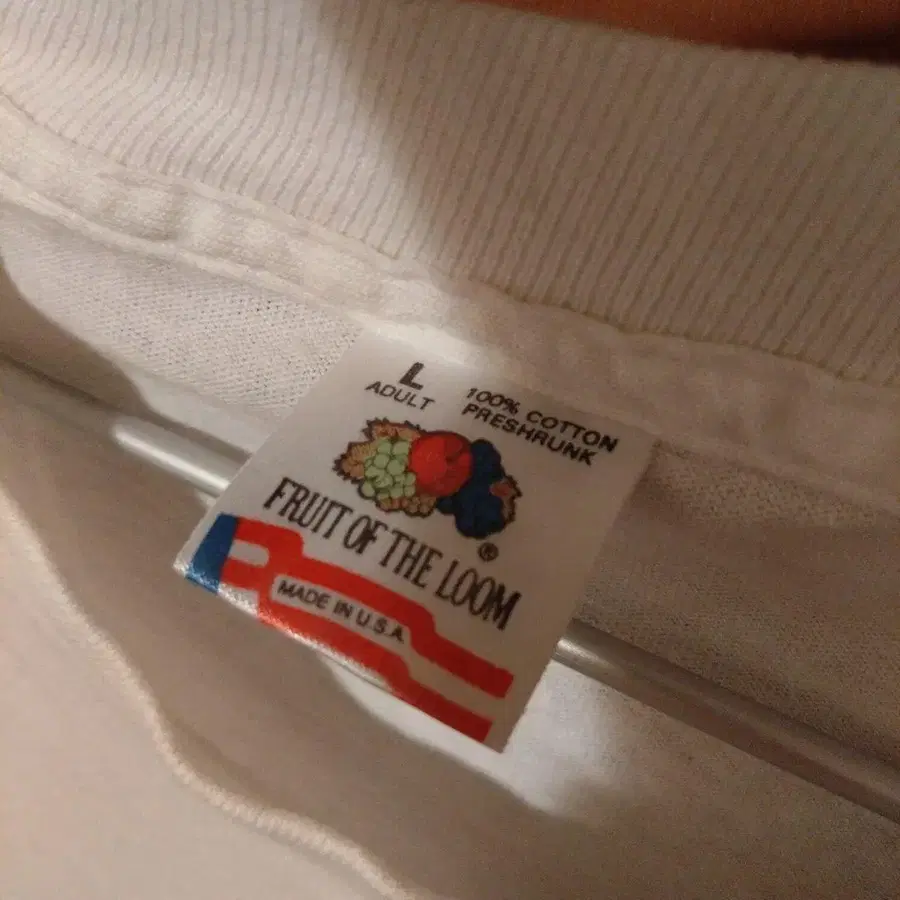 L
ADULT
100% COTTON
PRESHRUNK
FRUIT OF THE LOOM
®
MADE IN U.S.A.